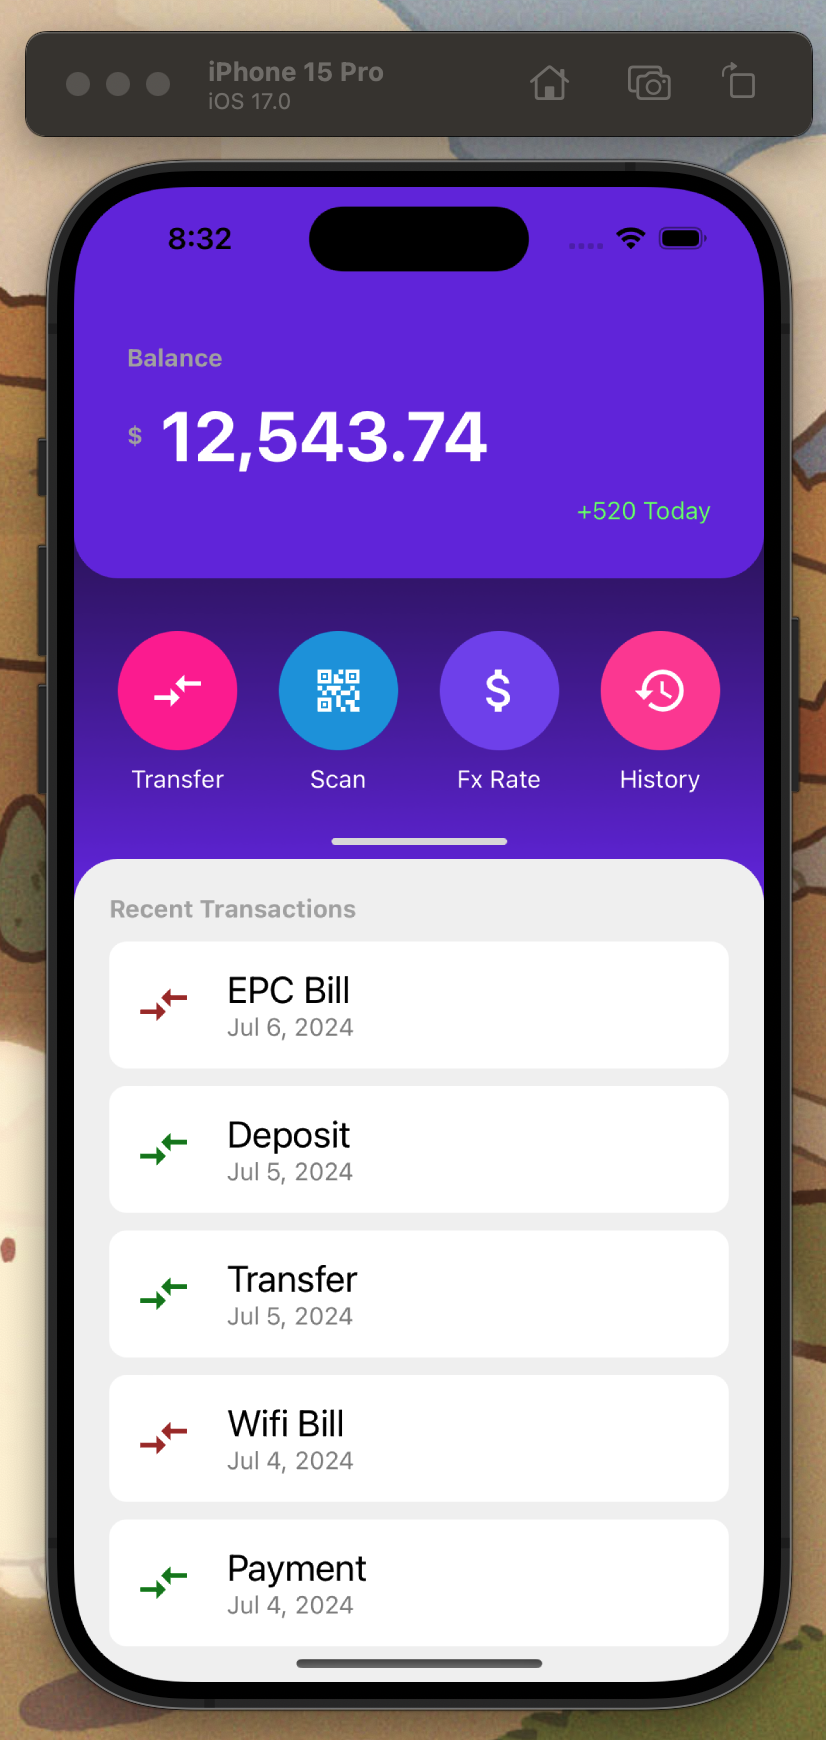 iPhone 15 Pro
iOS 17.0
8:32
Balance
$ 12,543.74
+520 Today
Transfer Scan Fx Rate History
Recent Transactions
EPC Bill
Jul 6, 2024
Deposit
Jul 5, 2024
Transfer
Jul 5, 2024
Wifi Bill
Jul 4, 2024
Payment
Jul 4, 2024